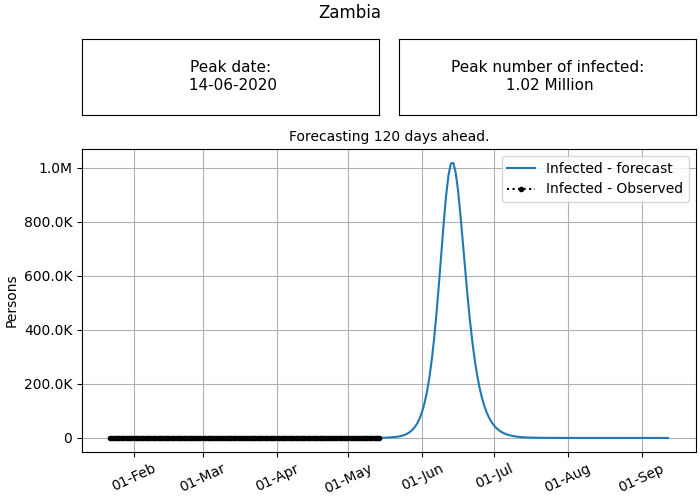 Zambia
Peak date:
14-06-2020
Peak number of infected:
1.02 Million
Forecasting 120 days ahead.
Infected - forecast
Infected - Observed
1.0M
800.0K
600.0K
400.0K
200.0K
0
Persons
01-Feb
01-Mar
01-Apr
01-May
01-Jun
01-Jul
01-Aug
01-Sep